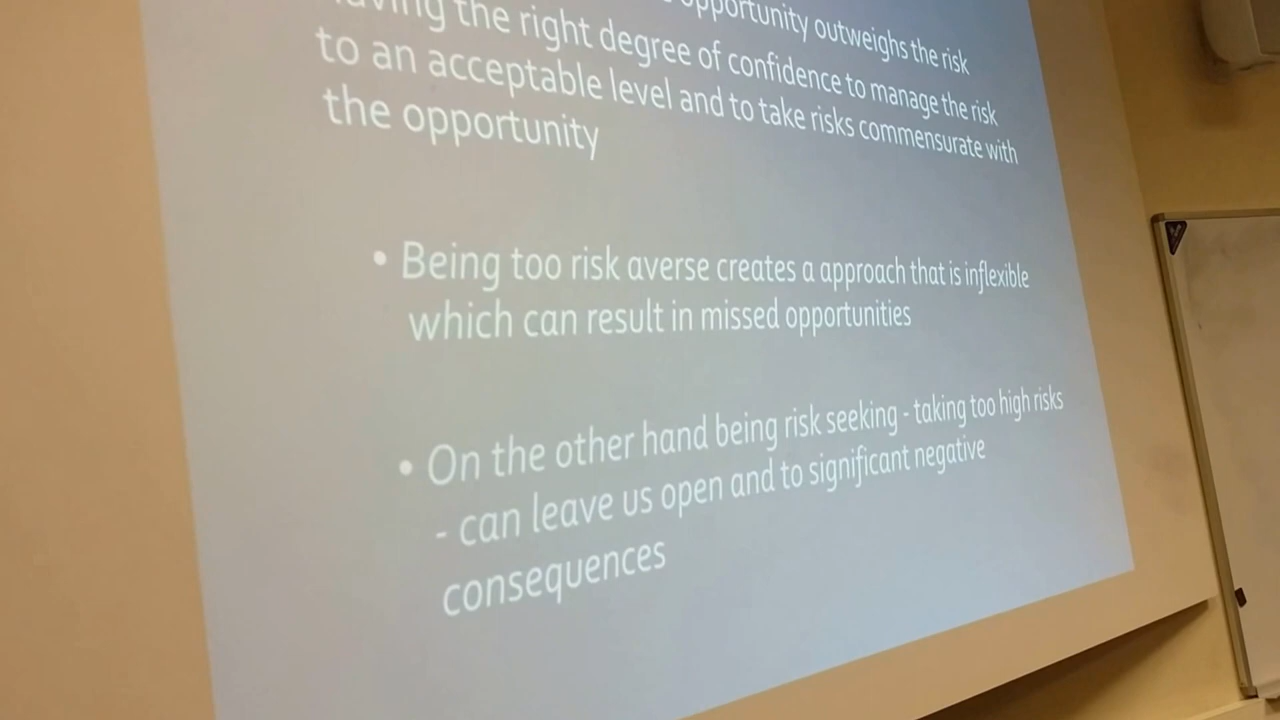 opportunity outweighs the risk
having the right degree of confidence to manage the risk
to an acceptable level and to take risks commensurate with
the opportunity
• Being too risk averse creates a approach that is inflexible
which can result in missed opportunities
• On the other hand being risk seeking - taking too high risks
- can leave us open and to significant negative
consequences